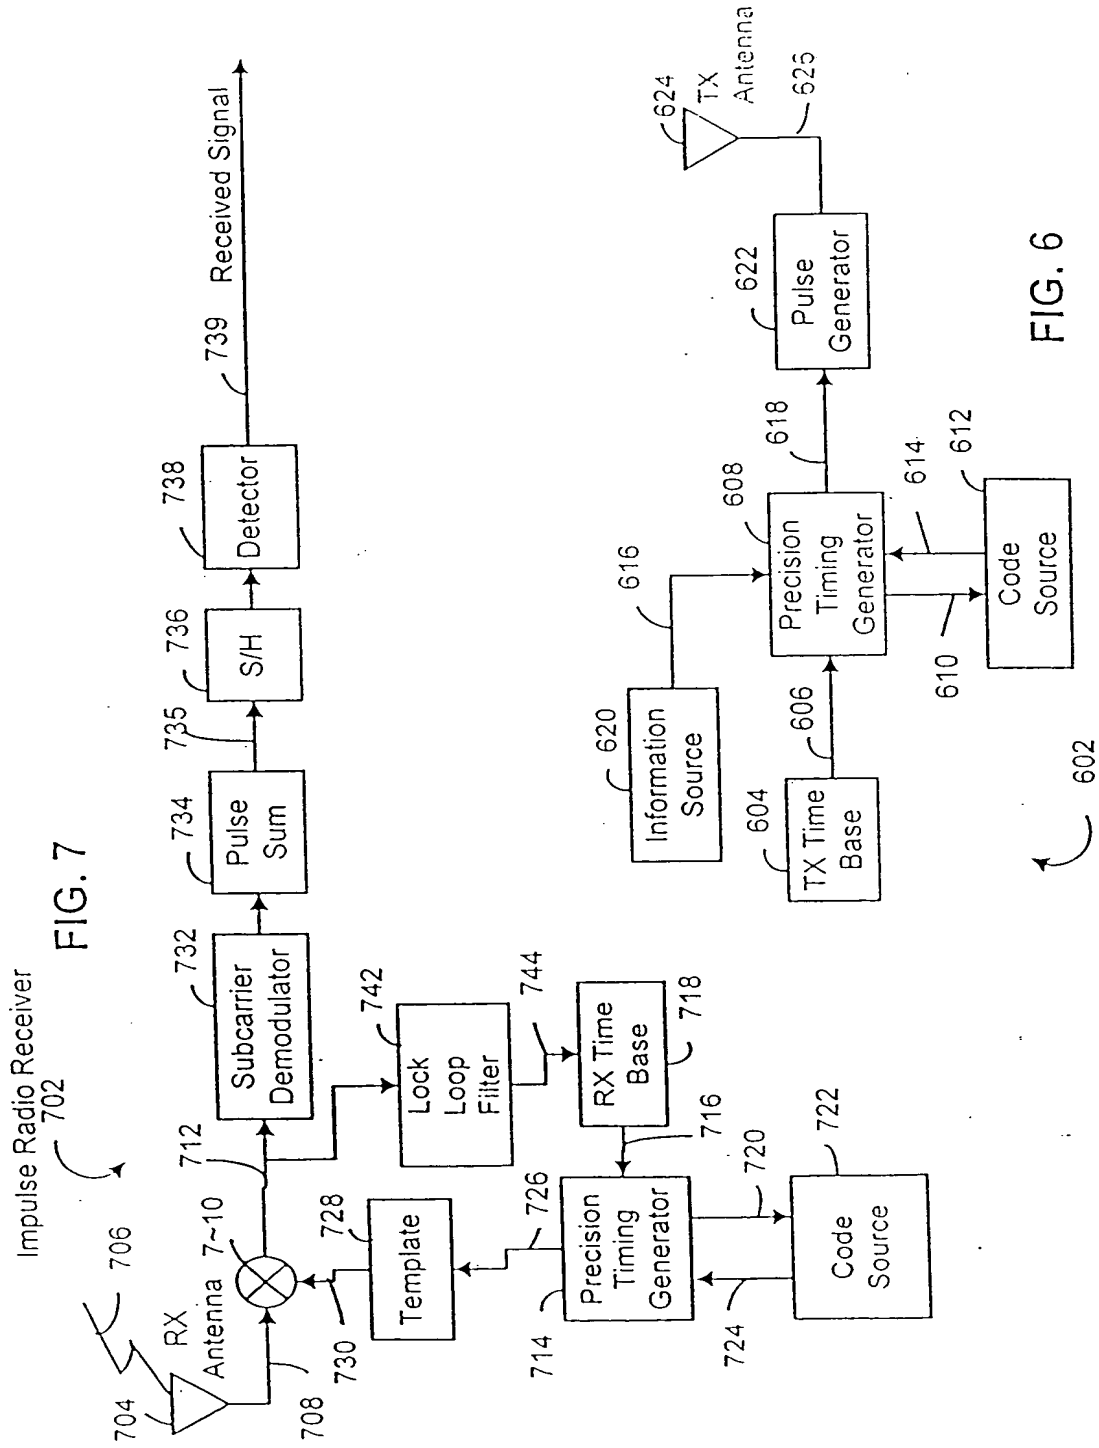 Impulse Radio Receiver
702
FIG. 7
706
704
RX
Antenna
7~10
708
712
732
Subcarrier
Demodulator
734
Pulse
Sum
735
736
S/H
738
Detector
739
Received Signal
742
Lock
Loop
Filter
744
RX Time
Base
718
716
728
Template
730
726
714
Precision
Timing
Generator
720
724
722
Code
Source
624
TX
Antenna
625
622
Pulse
Generator
618
608
Precision
Timing
Generator
616
620
Information
Source
604
TX Time
Base
606
610
614
612
Code
Source
602
FIG. 6